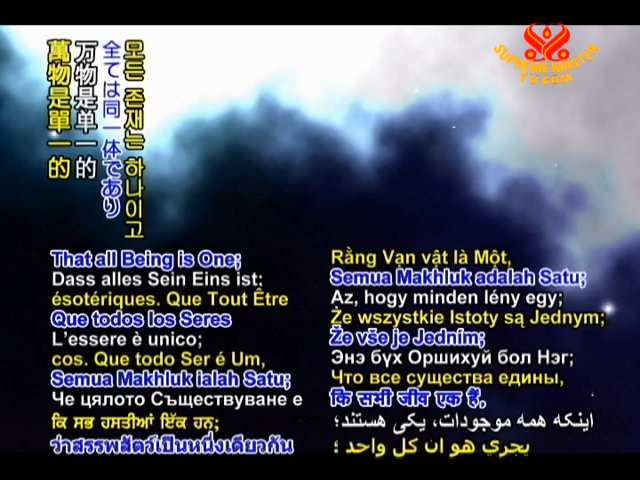 萬物是單一的
万物是单一的
全ては同一体であり
모든 존재는 하나이고
SUPREME MASTER
TV.COM
That all Being is One;
Dass alles Sein Eins ist:
ésotériques. Que Tout Être
Que todos los Seres
L'essere è unico;
cos. Que todo Ser é Um,
Semua Makhluk ialah Satu;
Че цялото Съществуване е
ਕਿ ਸਭ ਹਸਤੀਆਂ ਇੱਕ ਹਨ;
ว่าสรรพสัตว์เป็นหนึ่งเดียวกัน
Rằng Vạn vật là Một,
Semua Makhluk adalah Satu;
Az, hogy minden lény egy;
Że wszystkie Istoty są Jednym;
Že vše je Jedním;
Энэ бүх Оршихуй бол Нэг;
Что все существа едины,
कि सभी जीव एक हैं,
اینکه همه موجودات، یکی هستند؛
يجري هو ان كل واحد ؛